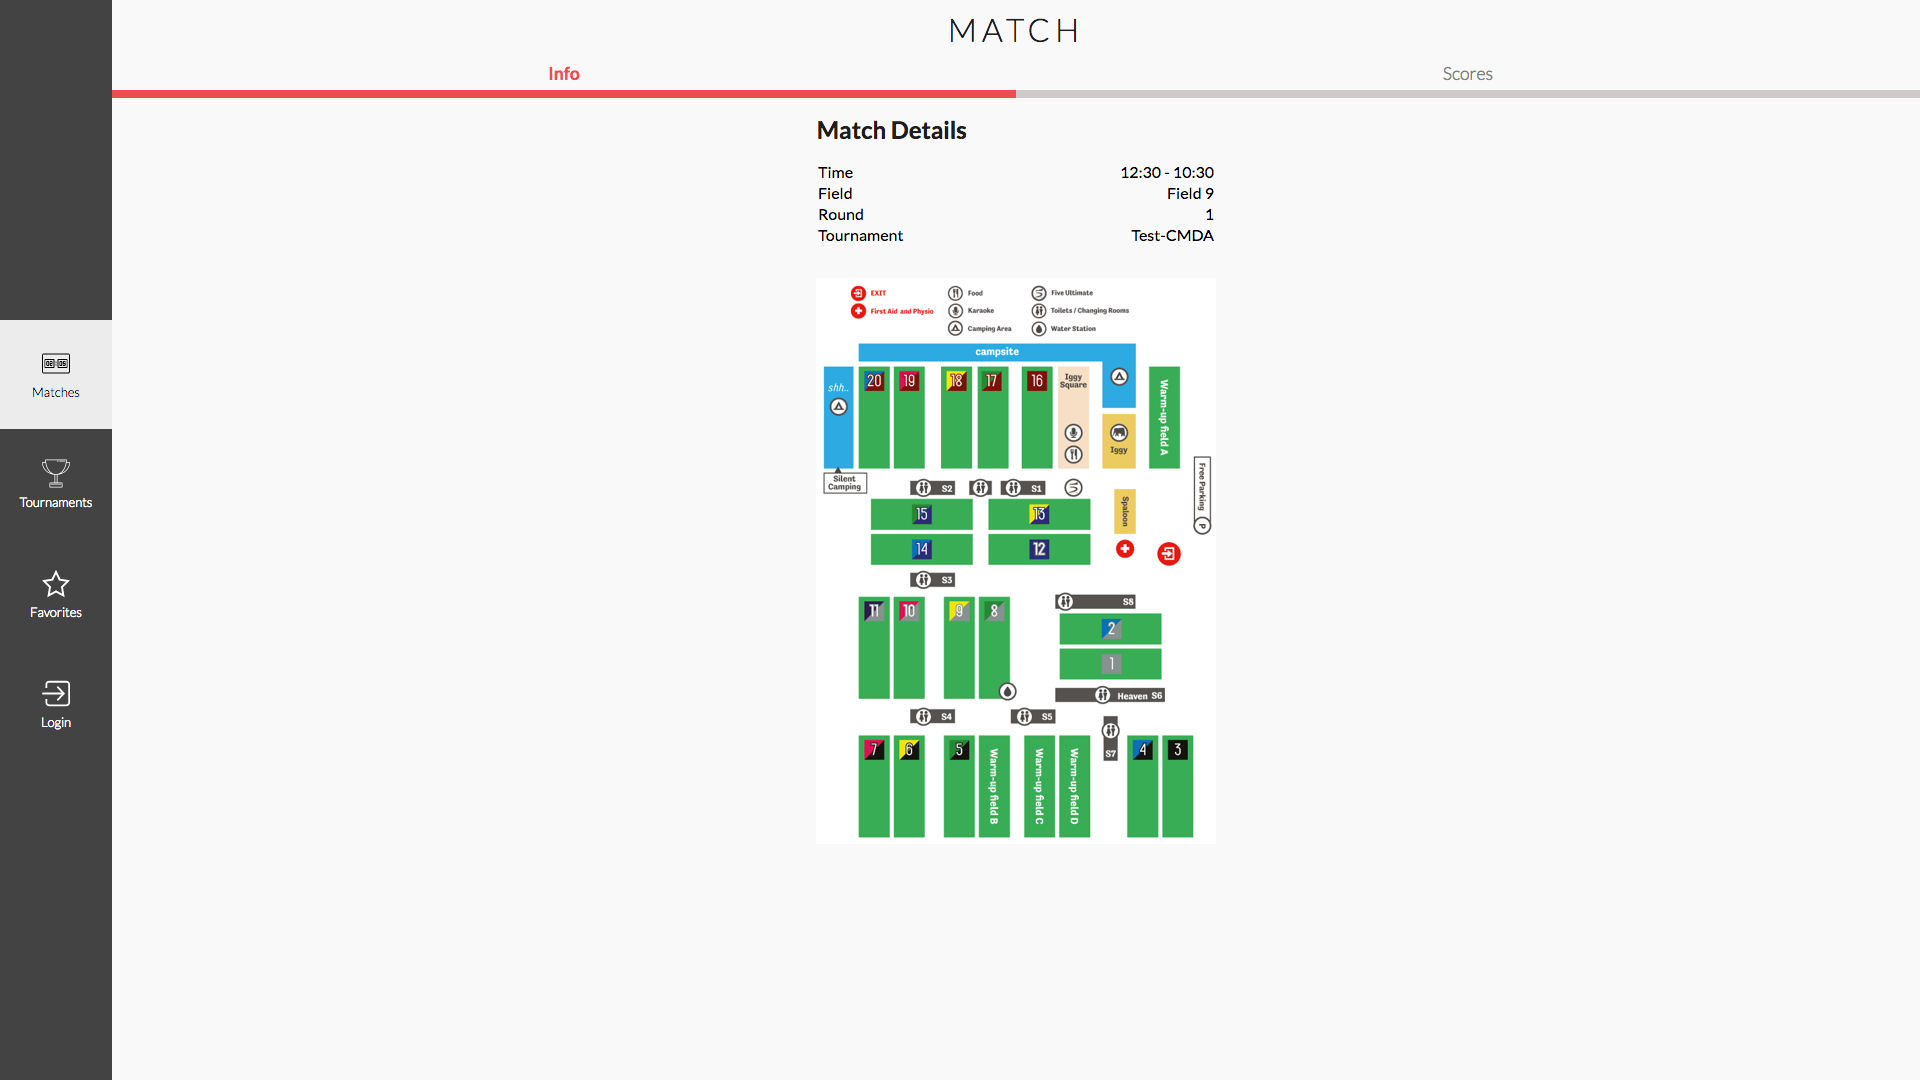 MATCH
Info
Scores
Match Details
Time 12:30 - 10:30
Field Field 9
Round 1
Tournament Test-CMDA
Matches
Tournaments
Favorites
Login
EXIT
Food
Five Ultimate
First Aid and Physio
Karaoke
Toilets / Changing Rooms
Camping Area
Water Station
campsite
shh..
20
19
18
17
16
Iggy
Square
Iggy
Warm-up field A
Silent
Camping
S2
S1
Free Parking
P
15
13
Spaloon
14
12
S3
11
10
9
8
S8
2
1
Heaven S6
S4
S5
S7
7
6
5
Warm-up field B
Warm-up field C
Warm-up field D
4
3